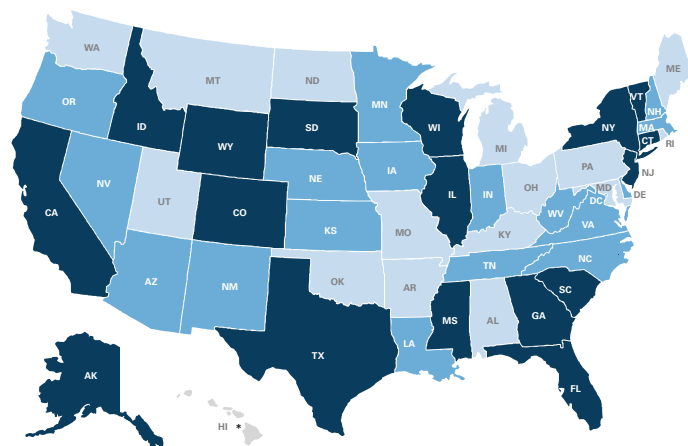 WA
MT
ND
ME
OR
MN
VT
NH
ID
SD
WI
NY
MA
WY
CT
RI
MI
IA
PA
NJ
NE
NV
OH
IL
IN
MD
DE
UT
DC
CA
CO
WV
KS
VA
MO
KY
NC
TN
AZ
NM
OK
AR
SC
MS
AL
GA
LA
TX
AK
FL
HI *